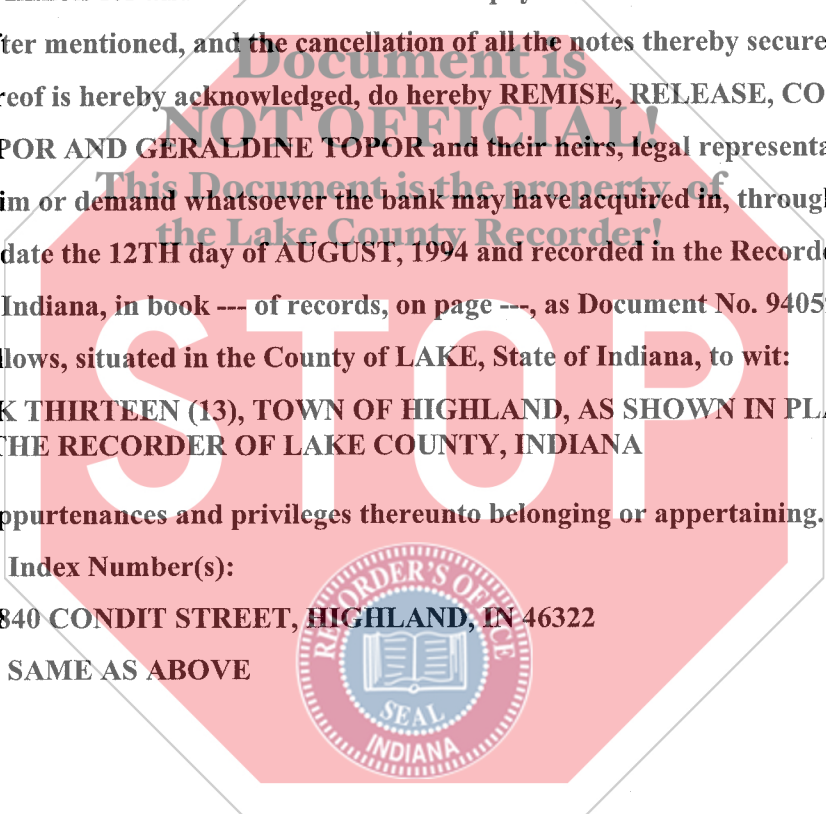 fter mentioned, and the cancellation of all the notes thereby secure
Document is
reof is hereby acknowledged, do hereby REMISE, RELEASE, CO
NOT OFFICIAL!
POR AND GERALDINE TOPOR and their heirs, legal representa
This Document is the property of
im or demand whatsoever the bank may have acquired in, through
the Lake County Recorder!
date the 12TH day of AUGUST, 1994 and recorded in the Recorde
Indiana, in book --- of records, on page ---, as Document No. 9405
llows, situated in the County of LAKE, State of Indiana, to wit:
STOP
K THIRTEEN (13), TOWN OF HIGHLAND, AS SHOWN IN PLA
THE RECORDER OF LAKE COUNTY, INDIANA
ppurtenances and privileges thereunto belonging or appertaining.
Index Number(s):
840 CONDIT STREET, HIGHLAND, IN 46322
SAME AS ABOVE
RECORDER'S OFFICE
SEAL
INDIANA